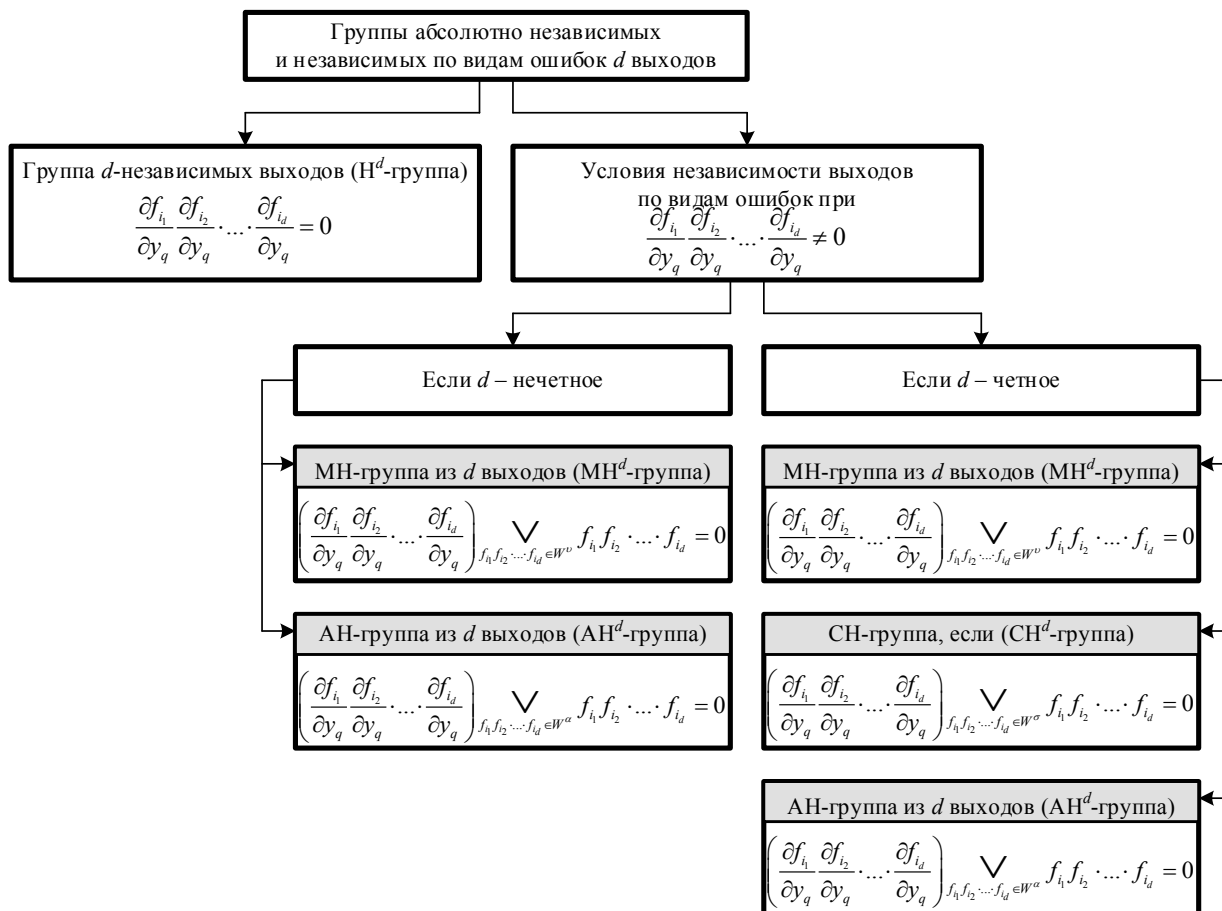 Группы абсолютно независимых
и независимых по видам ошибок d выходов
Группа d-независимых выходов (Н^d-группа)
∂f_{i_1}/∂y_q ∂f_{i_2}/∂y_q ·...· ∂f_{i_d}/∂y_q = 0
Условия независимости выходов
по видам ошибок при
∂f_{i_1}/∂y_q ∂f_{i_2}/∂y_q ·...· ∂f_{i_d}/∂y_q ≠ 0
Если d – нечетное
Если d – четное
МН-группа из d выходов (МН^d-группа)
(∂f_{i_1}/∂y_q ∂f_{i_2}/∂y_q ·...· ∂f_{i_d}/∂y_q) ⋁_{f_{i_1} f_{i_2} ·...· f_{i_d} ∈ W^υ} f_{i_1} f_{i_2} ·...· f_{i_d} = 0
МН-группа из d выходов (МН^d-группа)
(∂f_{i_1}/∂y_q ∂f_{i_2}/∂y_q ·...· ∂f_{i_d}/∂y_q) ⋁_{f_{i_1} f_{i_2} ·...· f_{i_d} ∈ W^υ} f_{i_1} f_{i_2} ·...· f_{i_d} = 0
АН-группа из d выходов (АН^d-группа)
(∂f_{i_1}/∂y_q ∂f_{i_2}/∂y_q ·...· ∂f_{i_d}/∂y_q) ⋁_{f_{i_1} f_{i_2} ·...· f_{i_d} ∈ W^α} f_{i_1} f_{i_2} ·...· f_{i_d} = 0
СН-группа, если (СН^d-группа)
(∂f_{i_1}/∂y_q ∂f_{i_2}/∂y_q ·...· ∂f_{i_d}/∂y_q) ⋁_{f_{i_1} f_{i_2} ·...· f_{i_d} ∈ W^σ} f_{i_1} f_{i_2} ·...· f_{i_d} = 0
АН-группа из d выходов (АН^d-группа)
(∂f_{i_1}/∂y_q ∂f_{i_2}/∂y_q ·...· ∂f_{i_d}/∂y_q) ⋁_{f_{i_1} f_{i_2} ·...· f_{i_d} ∈ W^α} f_{i_1} f_{i_2} ·...· f_{i_d} = 0